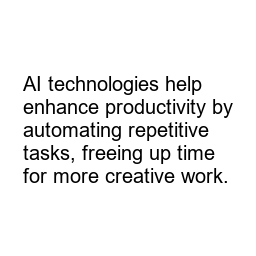 AI technologies help
enhance productivity by
automating repetitive
tasks, freeing up time
for more creative work.